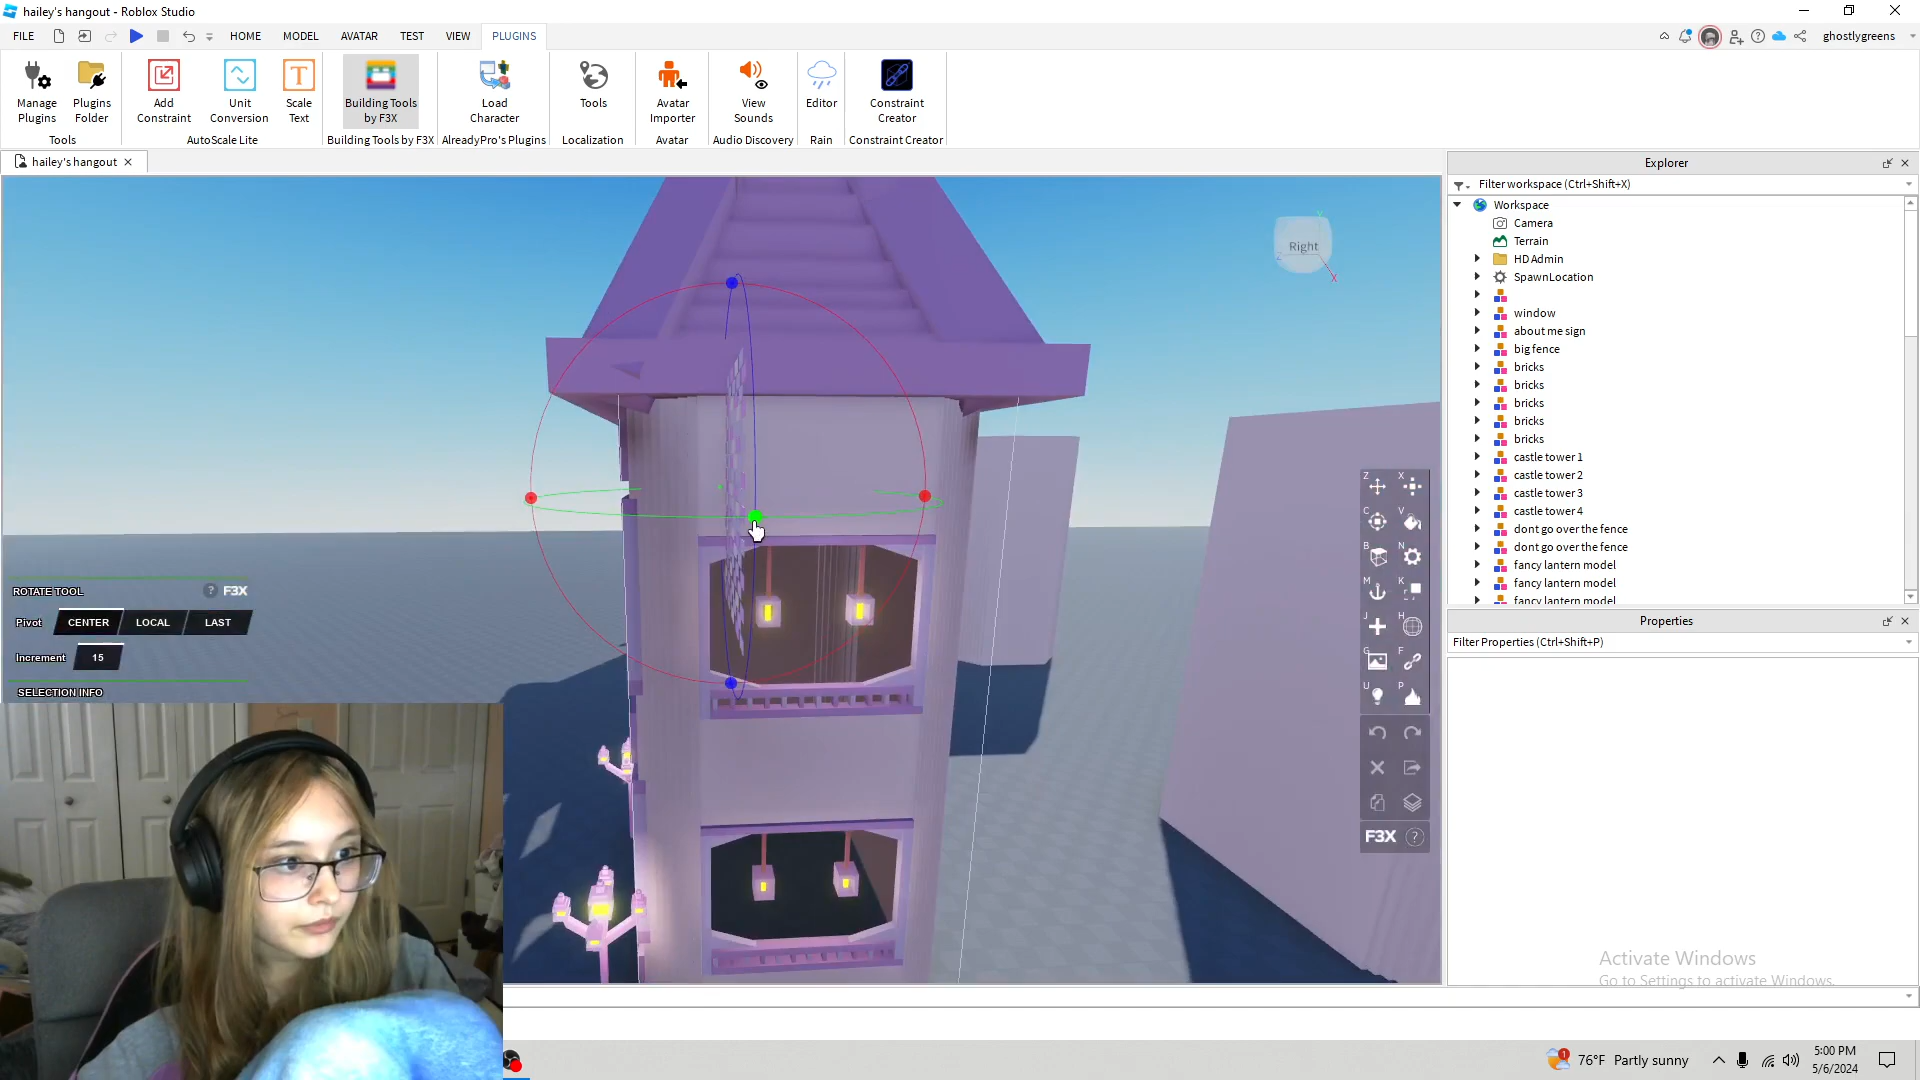 hailey's hangout - Roblox Studio
FILE HOME MODEL AVATAR TEST VIEW PLUGINS ghostlygreens
Manage Plugins
Plugins Folder
Tools
Add Constraint
Unit Conversion
Scale Text
AutoScale Lite
Building Tools by F3X
Building Tools by F3X
Load Character
AlreadyPro's Plugins
Tools
Localization
Avatar Importer
Avatar
View Sounds
Audio Discovery
Editor
Rain
Constraint Creator
Constraint Creator
hailey's hangout
Explorer
Filter workspace (Ctrl+Shift+X)
Workspace
Camera
Terrain
HD Admin
SpawnLocation
window
about me sign
big fence
bricks
bricks
bricks
bricks
bricks
castle tower 1
castle tower 2
castle tower 3
castle tower 4
dont go over the fence
dont go over the fence
fancy lantern model
fancy lantern model
fancy lantern model
Properties
Filter Properties (Ctrl+Shift+P)
Right
Y
Z
X
ROTATE TOOL ? F3X
Pivot CENTER LOCAL LAST
Increment 15
SELECTION INFO
Z X
C V
B N
M K
J H
G F
U P
F3X ?
Activate Windows
Go to Settings to activate Windows.
1
76°F Partly sunny
5:00 PM
5/6/2024